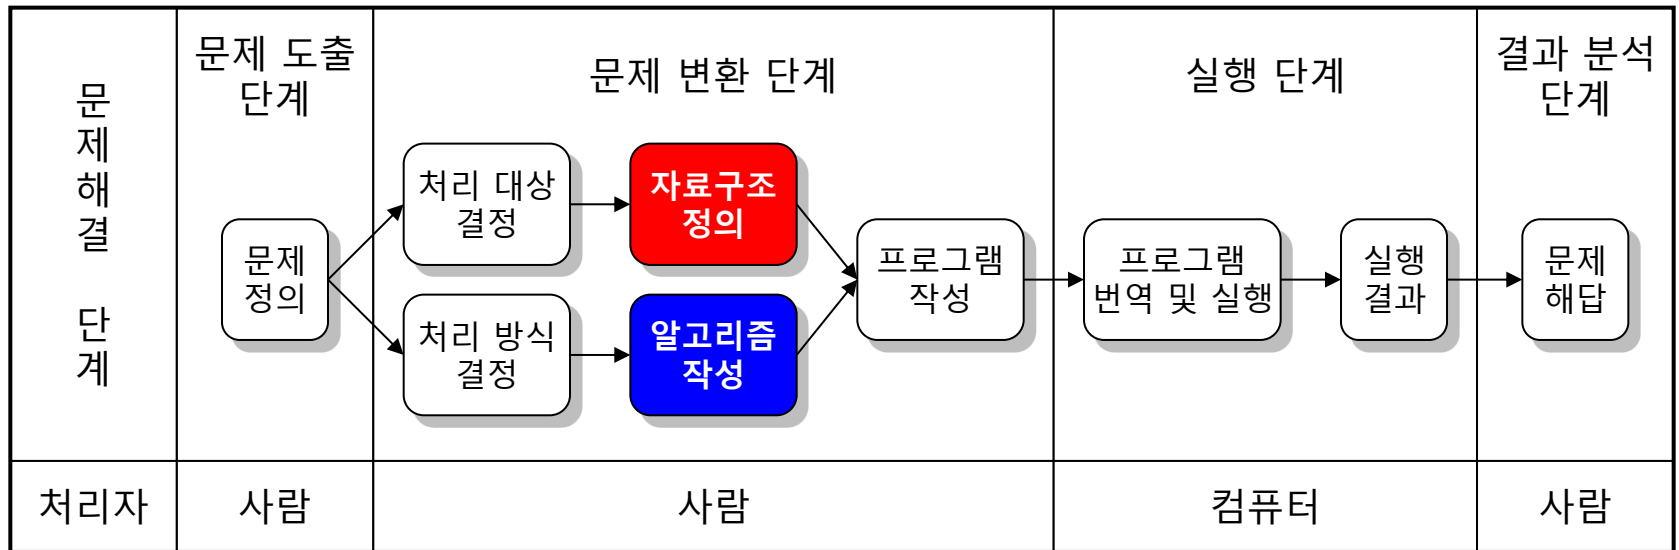 문제해결 단계
문제 도출
단계
문제 변환 단계
실행 단계
결과 분석
단계
문제
정의
처리 대상
결정
자료구조
정의
처리 방식
결정
알고리즘
작성
프로그램
작성
프로그램
번역 및 실행
실행
결과
문제
해답
처리자
사람
사람
컴퓨터
사람